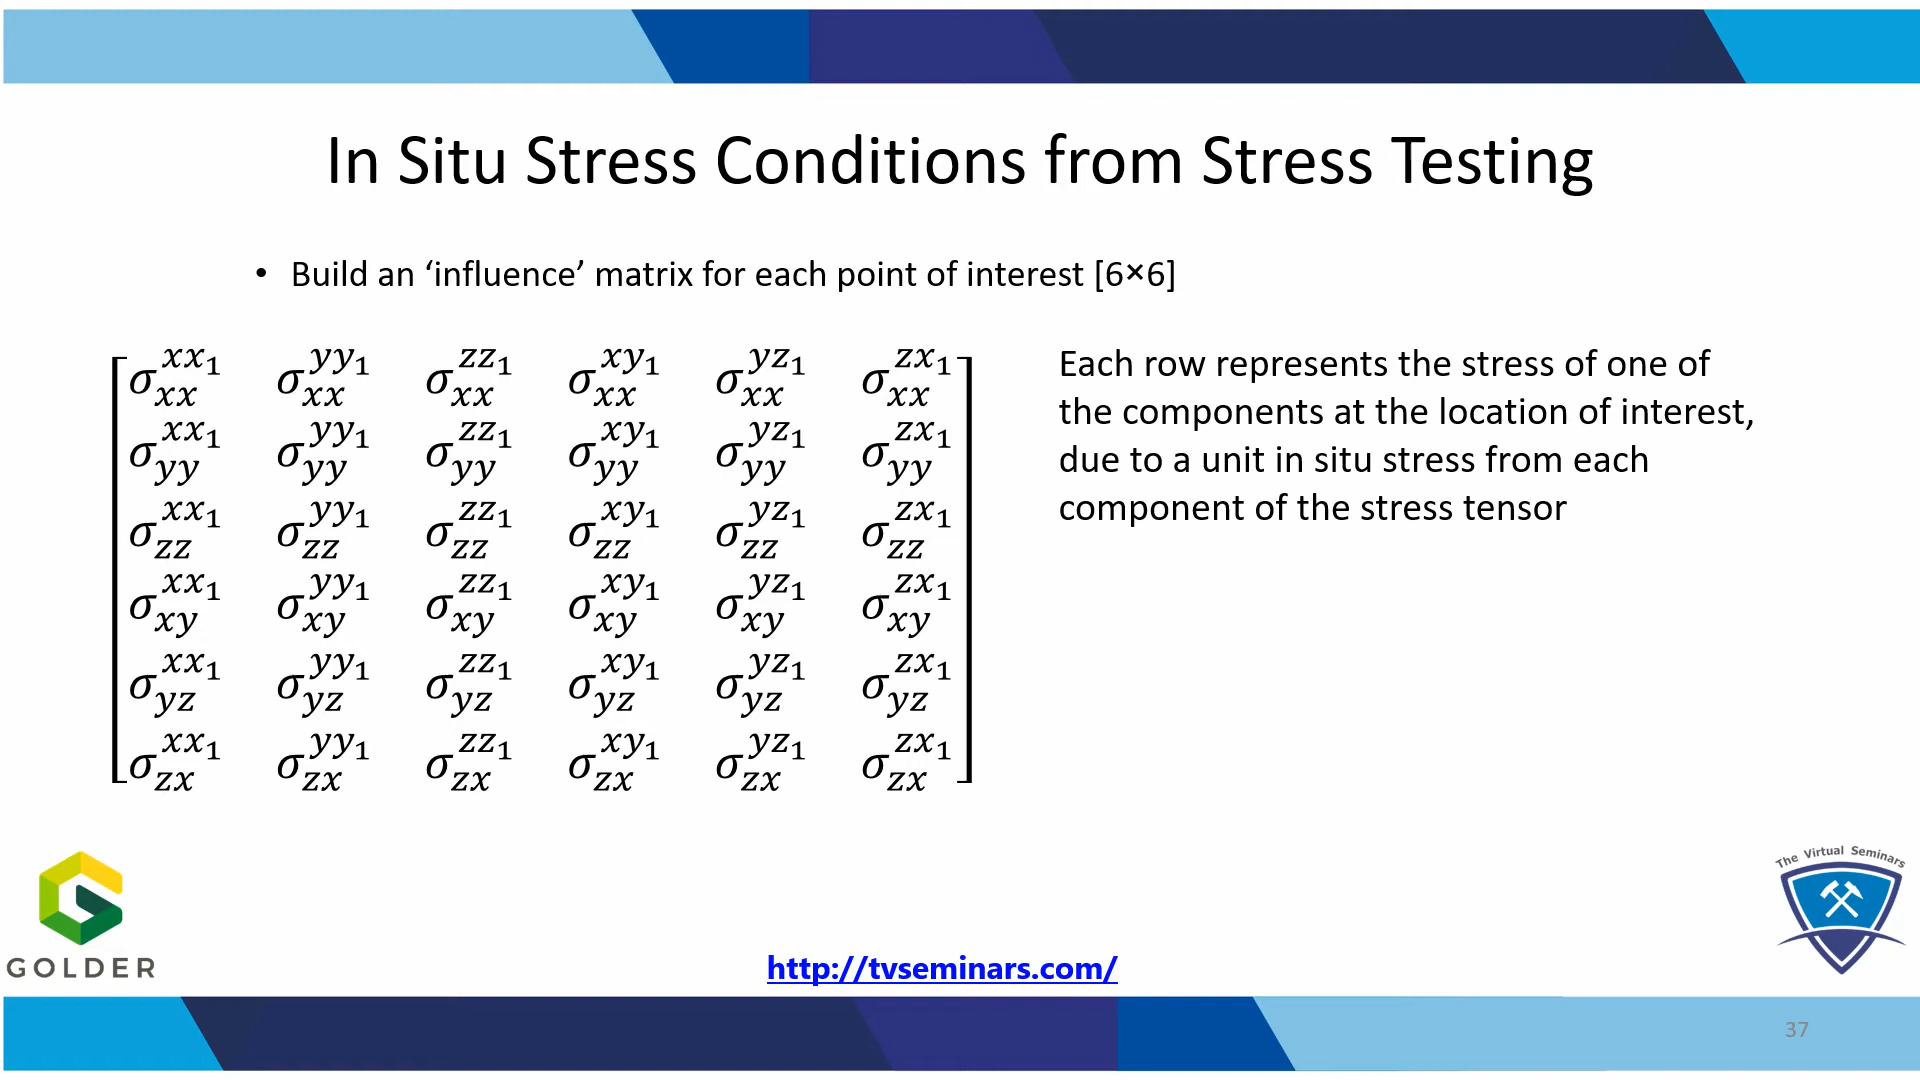 In Situ Stress Conditions from Stress Testing
• Build an ‘influence’ matrix for each point of interest [6×6]
σ_xx^xx₁ σ_xx^yy₁ σ_xx^zz₁ σ_xx^xy₁ σ_xx^yz₁ σ_xx^zx₁
σ_yy^xx₁ σ_yy^yy₁ σ_yy^zz₁ σ_yy^xy₁ σ_yy^yz₁ σ_yy^zx₁
σ_zz^xx₁ σ_zz^yy₁ σ_zz^zz₁ σ_zz^xy₁ σ_zz^yz₁ σ_zz^zx₁
σ_xy^xx₁ σ_xy^yy₁ σ_xy^zz₁ σ_xy^xy₁ σ_xy^yz₁ σ_xy^zx₁
σ_yz^xx₁ σ_yz^yy₁ σ_yz^zz₁ σ_yz^xy₁ σ_yz^yz₁ σ_yz^zx₁
σ_zx^xx₁ σ_zx^yy₁ σ_zx^zz₁ σ_zx^xy₁ σ_zx^yz₁ σ_zx^zx₁
Each row represents the stress of one of
the components at the location of interest,
due to a unit in situ stress from each
component of the stress tensor
GOLDER
http://tvseminars.com/
The Virtual Seminars
37